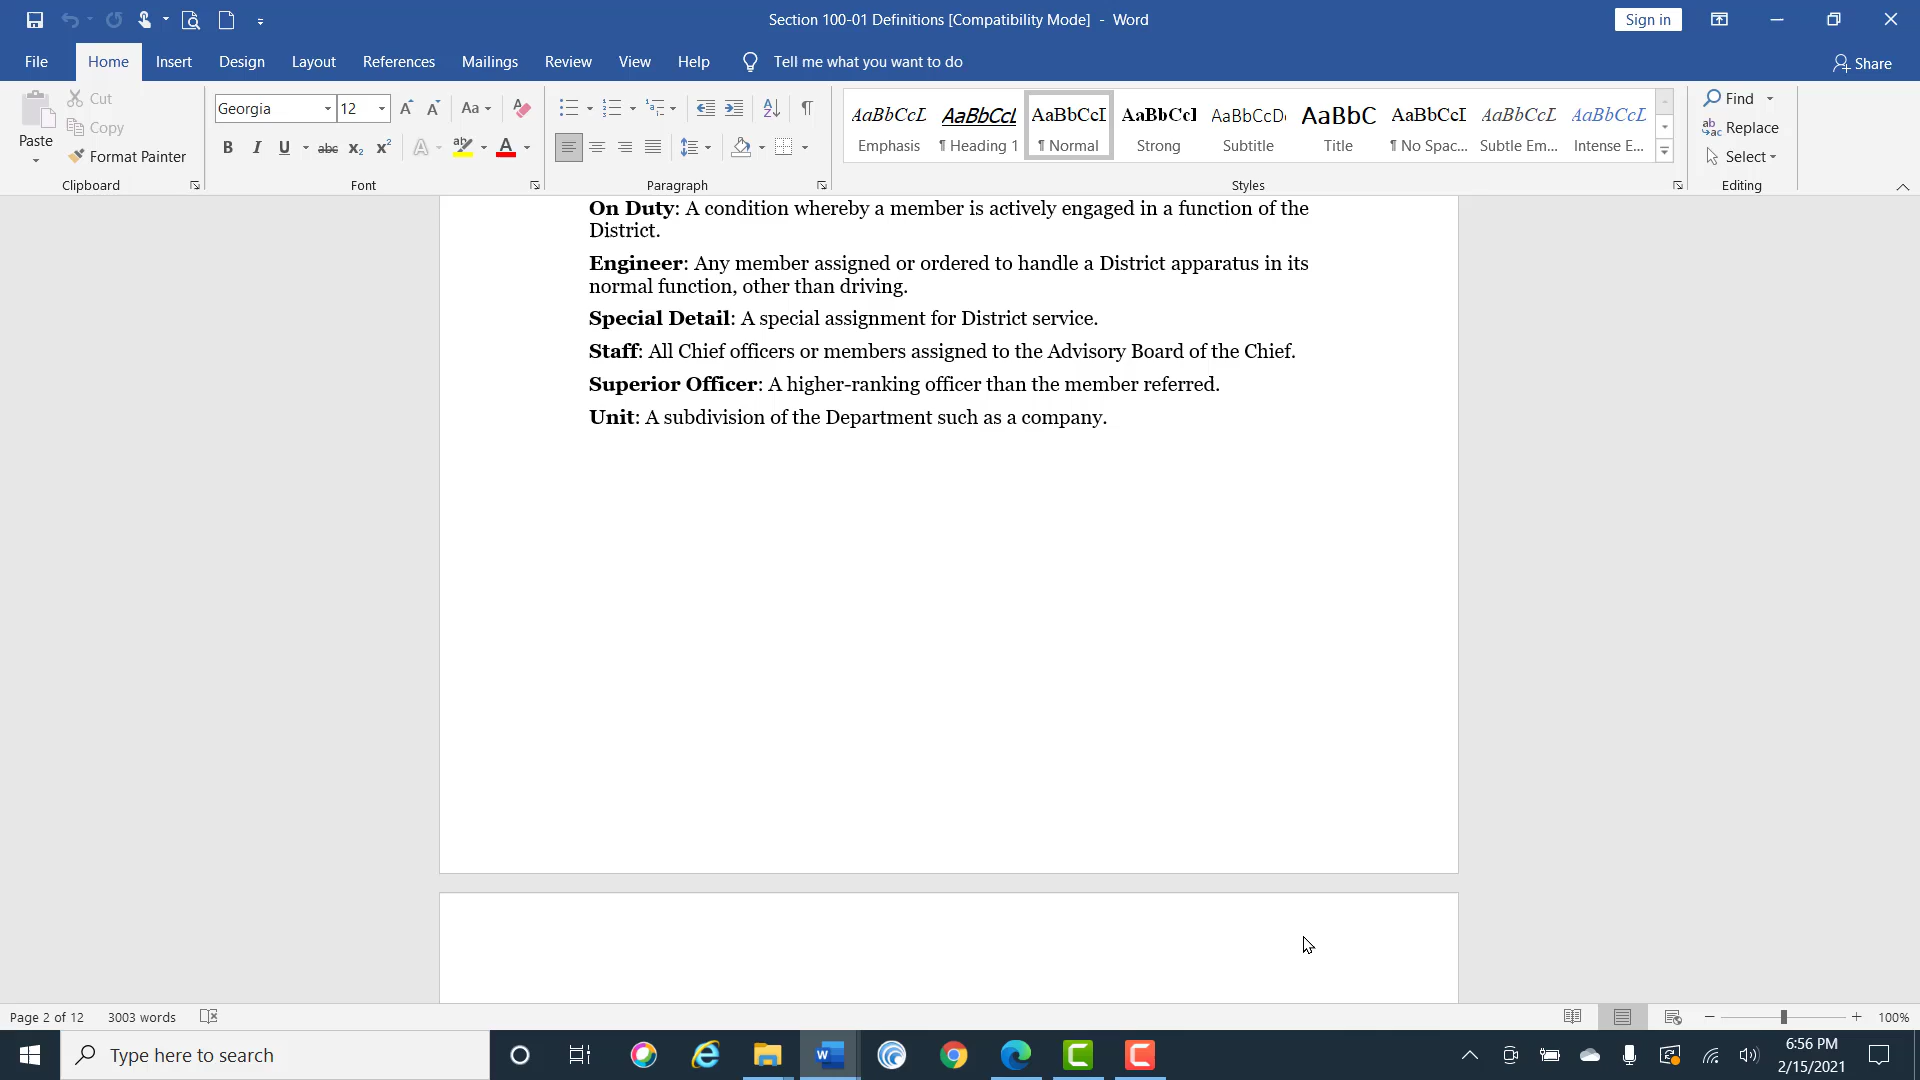 Section 100-01 Definitions [Compatibility Mode] - Word
Sign in
File Home Insert Design Layout References Mailings Review View Help Tell me what you want to do
Share
Paste
Cut
Copy
Format Painter
Clipboard
Georgia 12
Aa
B I U abc x₂ x²
Font
Paragraph
AaBbCcL AaBbCcL AaBbCcI AaBbCcI AaBbCcD AaBbC AaBbCcI AaBbCcL AaBbCcL
Emphasis ¶ Heading 1 ¶ Normal Strong Subtitle Title ¶ No Spac... Subtle Em... Intense E...
Styles
Find
Replace
Select
Editing
On Duty: A condition whereby a member is actively engaged in a function of the
District.
Engineer: Any member assigned or ordered to handle a District apparatus in its
normal function, other than driving.
Special Detail: A special assignment for District service.
Staff: All Chief officers or members assigned to the Advisory Board of the Chief.
Superior Officer: A higher-ranking officer than the member referred.
Unit: A subdivision of the Department such as a company.
Page 2 of 12 3003 words
100%
Type here to search
6:56 PM
2/15/2021